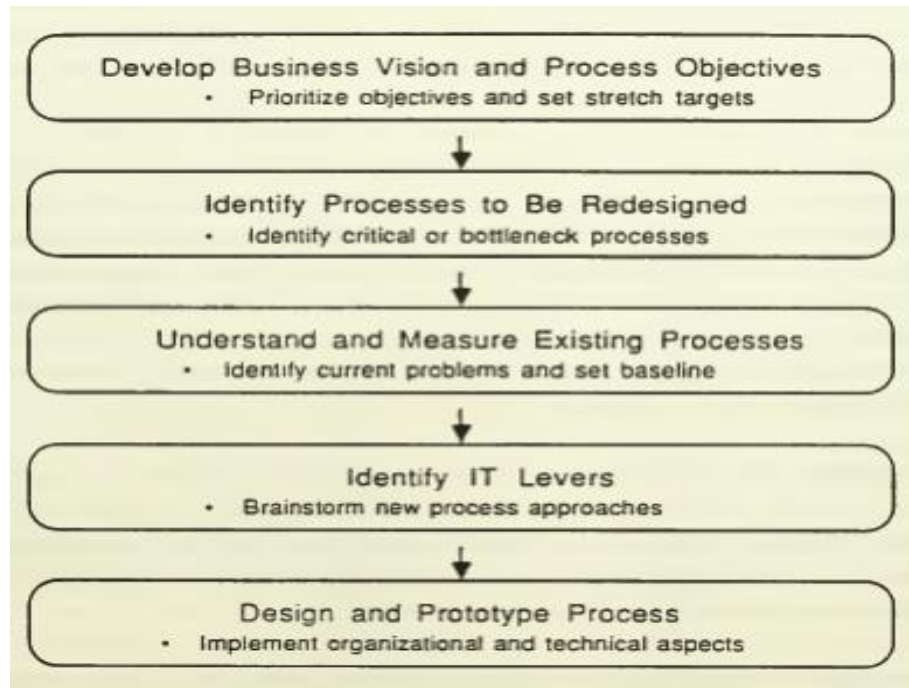 Develop Business Vision and Process Objectives
• Prioritize objectives and set stretch targets
Identify Processes to Be Redesigned
• Identify critical or bottleneck processes
Understand and Measure Existing Processes
• Identify current problems and set baseline
Identify IT Levers
• Brainstorm new process approaches
Design and Prototype Process
• Implement organizational and technical aspects